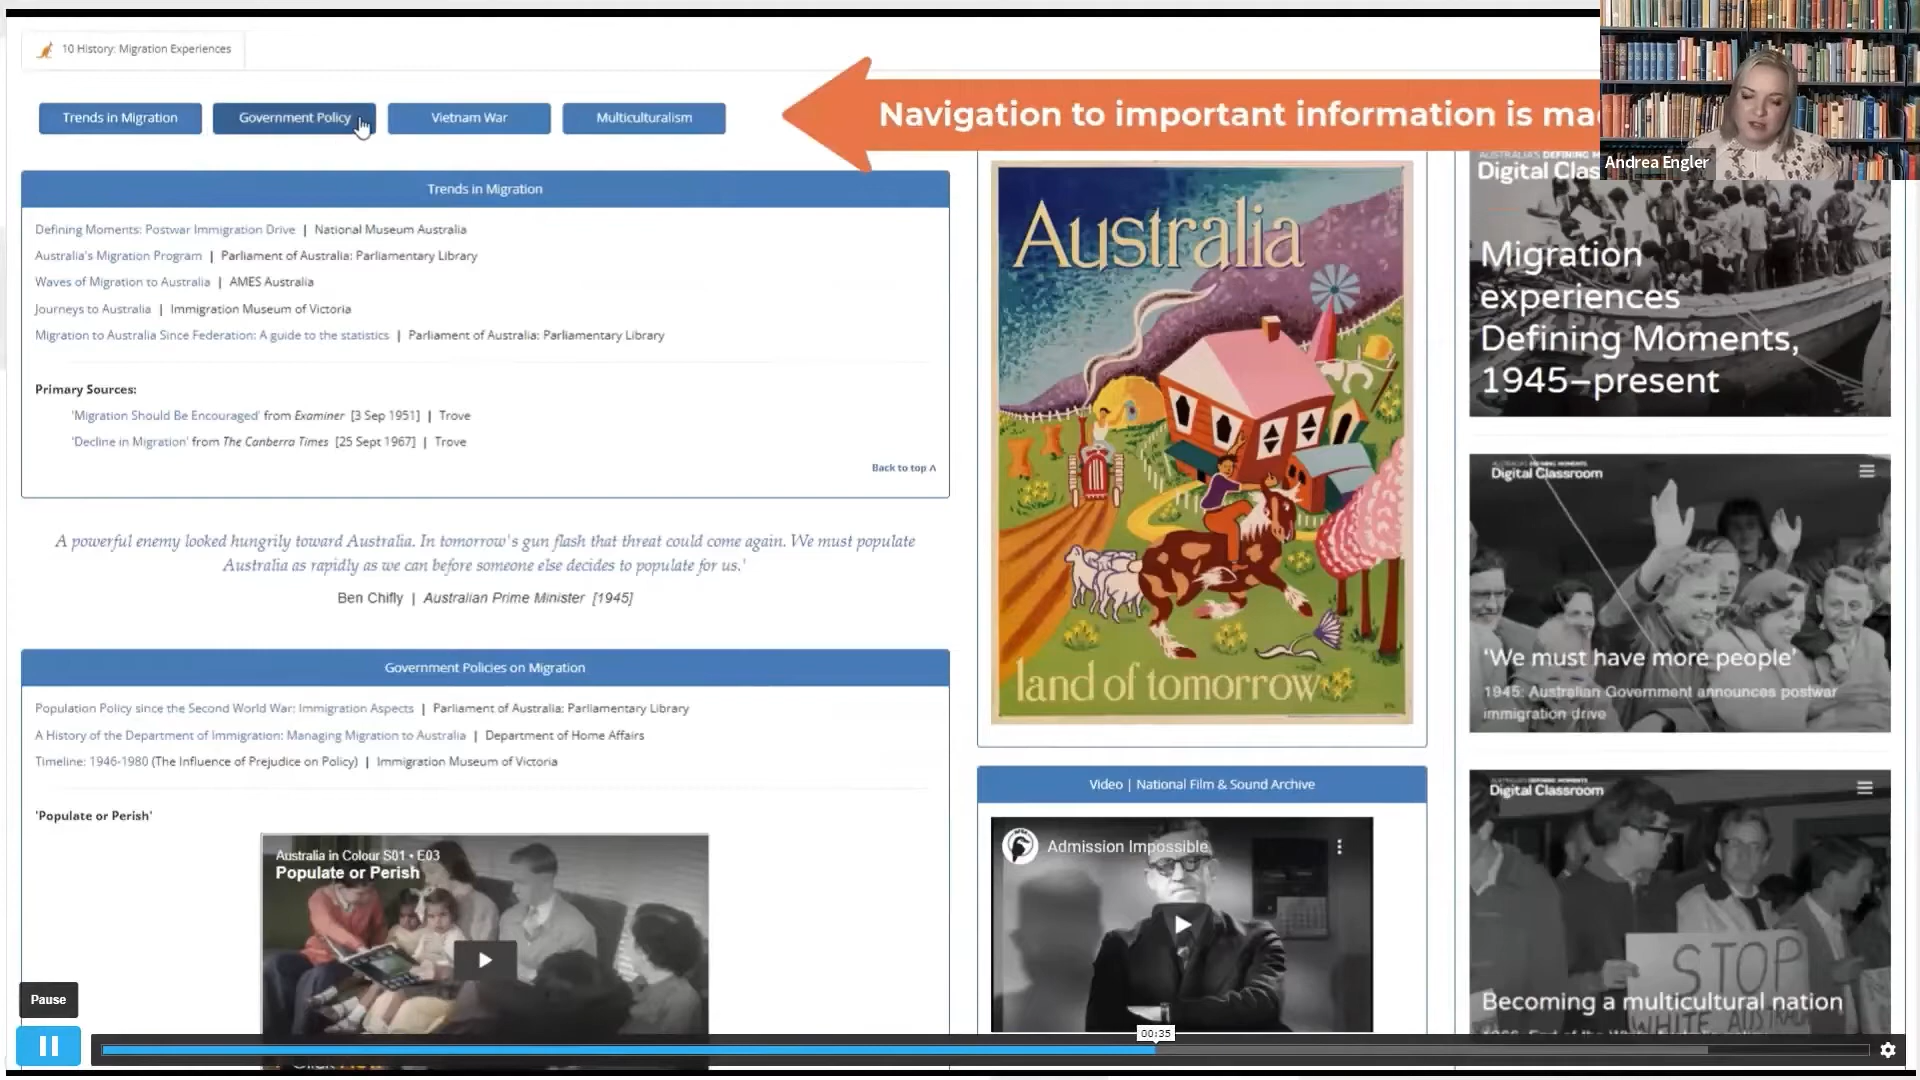 10 History: Migration Experiences
Trends in Migration
Government Policy
Vietnam War
Multiculturalism
Navigation to important information is ma
Andrea Engler
Trends in Migration
Defining Moments: Postwar Immigration Drive | National Museum Australia
Australia's Migration Program | Parliament of Australia: Parliamentary Library
Waves of Migration to Australia | AMES Australia
Journeys to Australia | Immigration Museum of Victoria
Migration to Australia Since Federation: A guide to the statistics | Parliament of Australia: Parliamentary Library
Primary Sources:
'Migration Should Be Encouraged' from Examiner [3 Sep 1951] | Trove
'Decline in Migration' from The Canberra Times [25 Sept 1967] | Trove
Back to top ʌ
A powerful enemy looked hungrily toward Australia. In tomorrow's gun flash that threat could come again. We must populate
Australia as rapidly as we can before someone else decides to populate for us.'
Ben Chifly | Australian Prime Minister [1945]
Government Policies on Migration
Population Policy since the Second World War: Immigration Aspects | Parliament of Australia: Parliamentary Library
A History of the Department of Immigration: Managing Migration to Australia | Department of Home Affairs
Timeline: 1946-1980 (The Influence of Prejudice on Policy) | Immigration Museum of Victoria
'Populate or Perish'
Australia in Colour S01 • E03
Populate or Perish
Australia
land of tomorrow
Video | National Film & Sound Archive
Admission Impossible
AUSTRALIA'S DEFINING M
Digital Clas
Migration
experiences
Defining Moments,
1945–present
AUSTRALIA'S DEFINING MOMENTS
Digital Classroom
'We must have more people'
1945: Australian Government announces postwar
immigration drive
AUSTRALIA'S DEFINING MOMENTS
Digital Classroom
STOP
WHITE AUSTRALIA
Becoming a multicultural nation
Pause
00:35